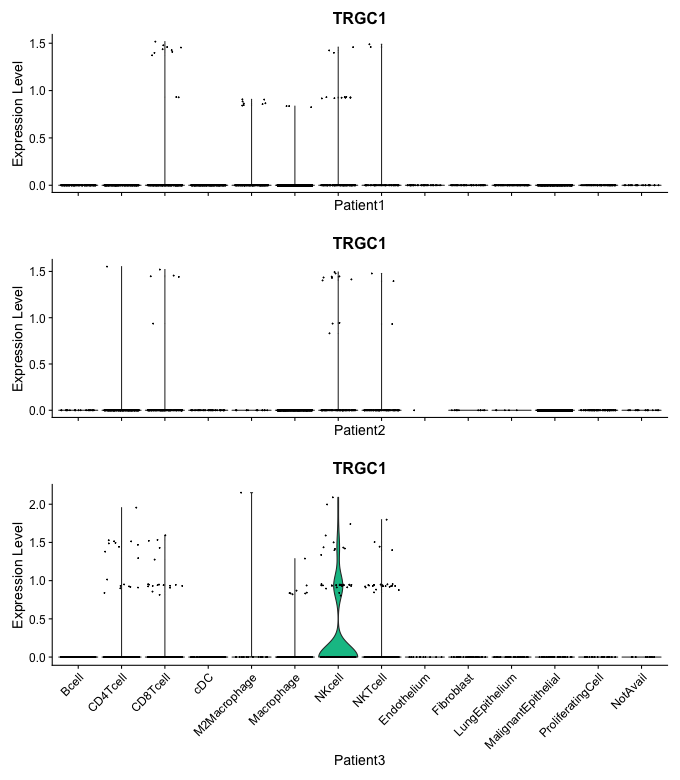 TRGC1
Expression Level
1.5
1.0
0.5
0.0
Patient1
TRGC1
Expression Level
1.5
1.0
0.5
0.0
Patient2
TRGC1
Expression Level
2.0
1.5
1.0
0.5
0.0
Bcell
CD4Tcell
CD8Tcell
cDC
M2Macrophage
Macrophage
NKcell
NKTcell
Endothelium
Fibroblast
LungEpithelium
MalignantEpithelial
ProliferatingCell
NotAvail
Patient3